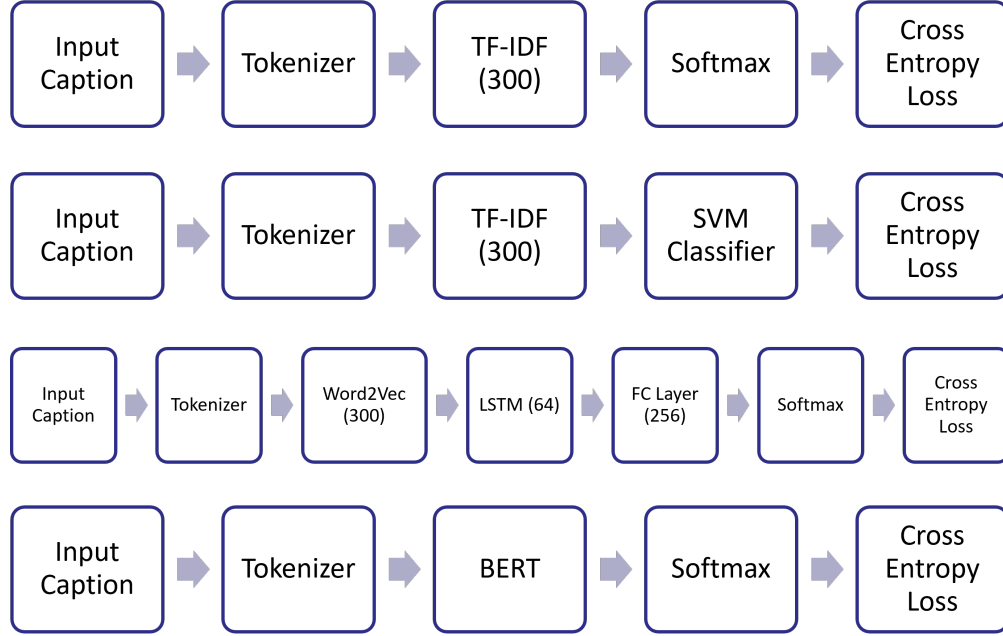 Input
Caption
Tokenizer
TF-IDF
(300)
Softmax
Cross
Entropy
Loss
Input
Caption
Tokenizer
TF-IDF
(300)
SVM
Classifier
Cross
Entropy
Loss
Input
Caption
Tokenizer
Word2Vec
(300)
LSTM (64)
FC Layer
(256)
Softmax
Cross
Entropy
Loss
Input
Caption
Tokenizer
BERT
Softmax
Cross
Entropy
Loss